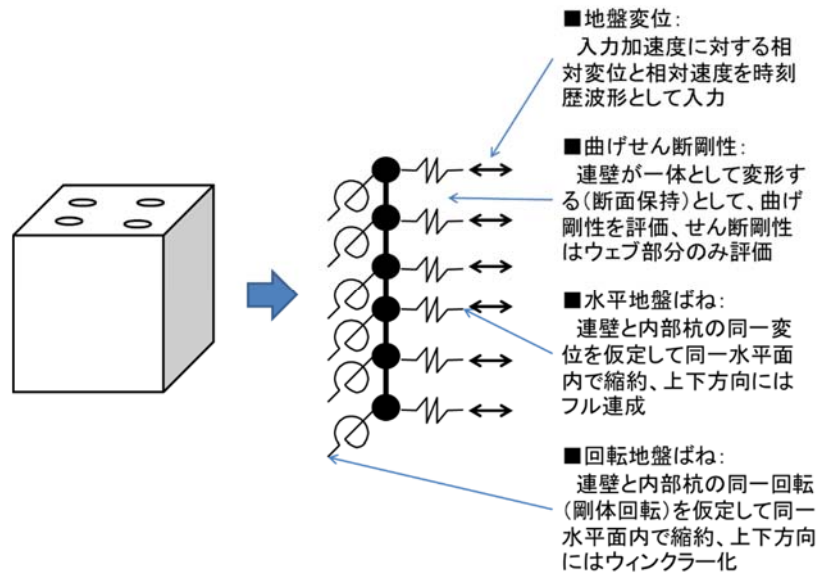 ■地盤変位:
入力加速度に対する相
対変位と相対速度を時刻
歴波形として入力
■曲げせん断剛性:
連壁が一体として変形す
る(断面保持)として、曲げ
剛性を評価、せん断剛性
はウェブ部分のみ評価
■水平地盤ばね:
連壁と内部杭の同一変
位を仮定して同一水平面
内で縮約、上下方向には
フル連成
■回転地盤ばね:
連壁と内部杭の同一回転
(剛体回転)を仮定して同一
水平面内で縮約、上下方向
にはウィンクラー化